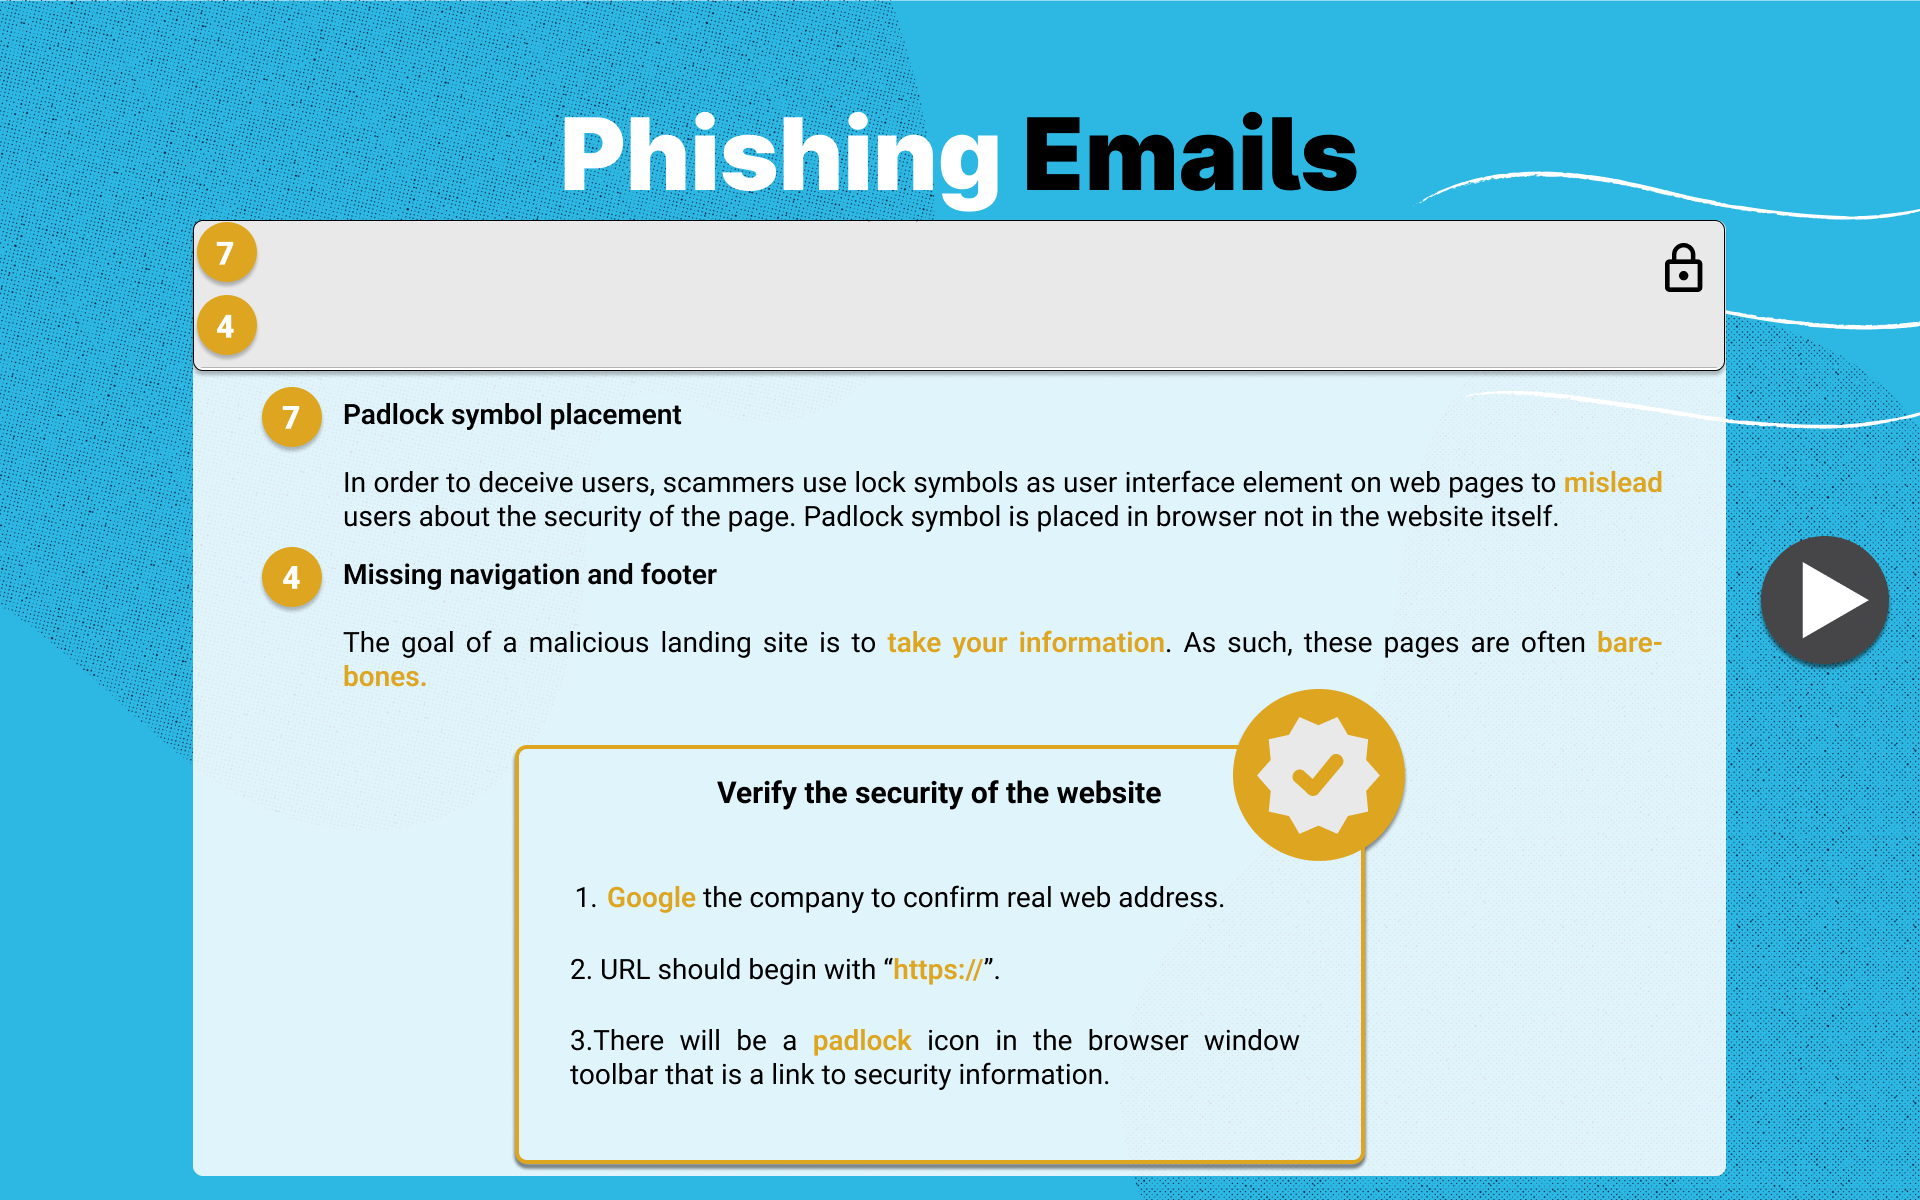 Phishing Emails
7
4
7 Padlock symbol placement
In order to deceive users, scammers use lock symbols as user interface element on web pages to mislead
users about the security of the page. Padlock symbol is placed in browser not in the website itself.
4 Missing navigation and footer
The goal of a malicious landing site is to take your information. As such, these pages are often bare-
bones.
Verify the security of the website
1. Google the company to confirm real web address.
2. URL should begin with “https://”.
3.There will be a padlock icon in the browser window
toolbar that is a link to security information.